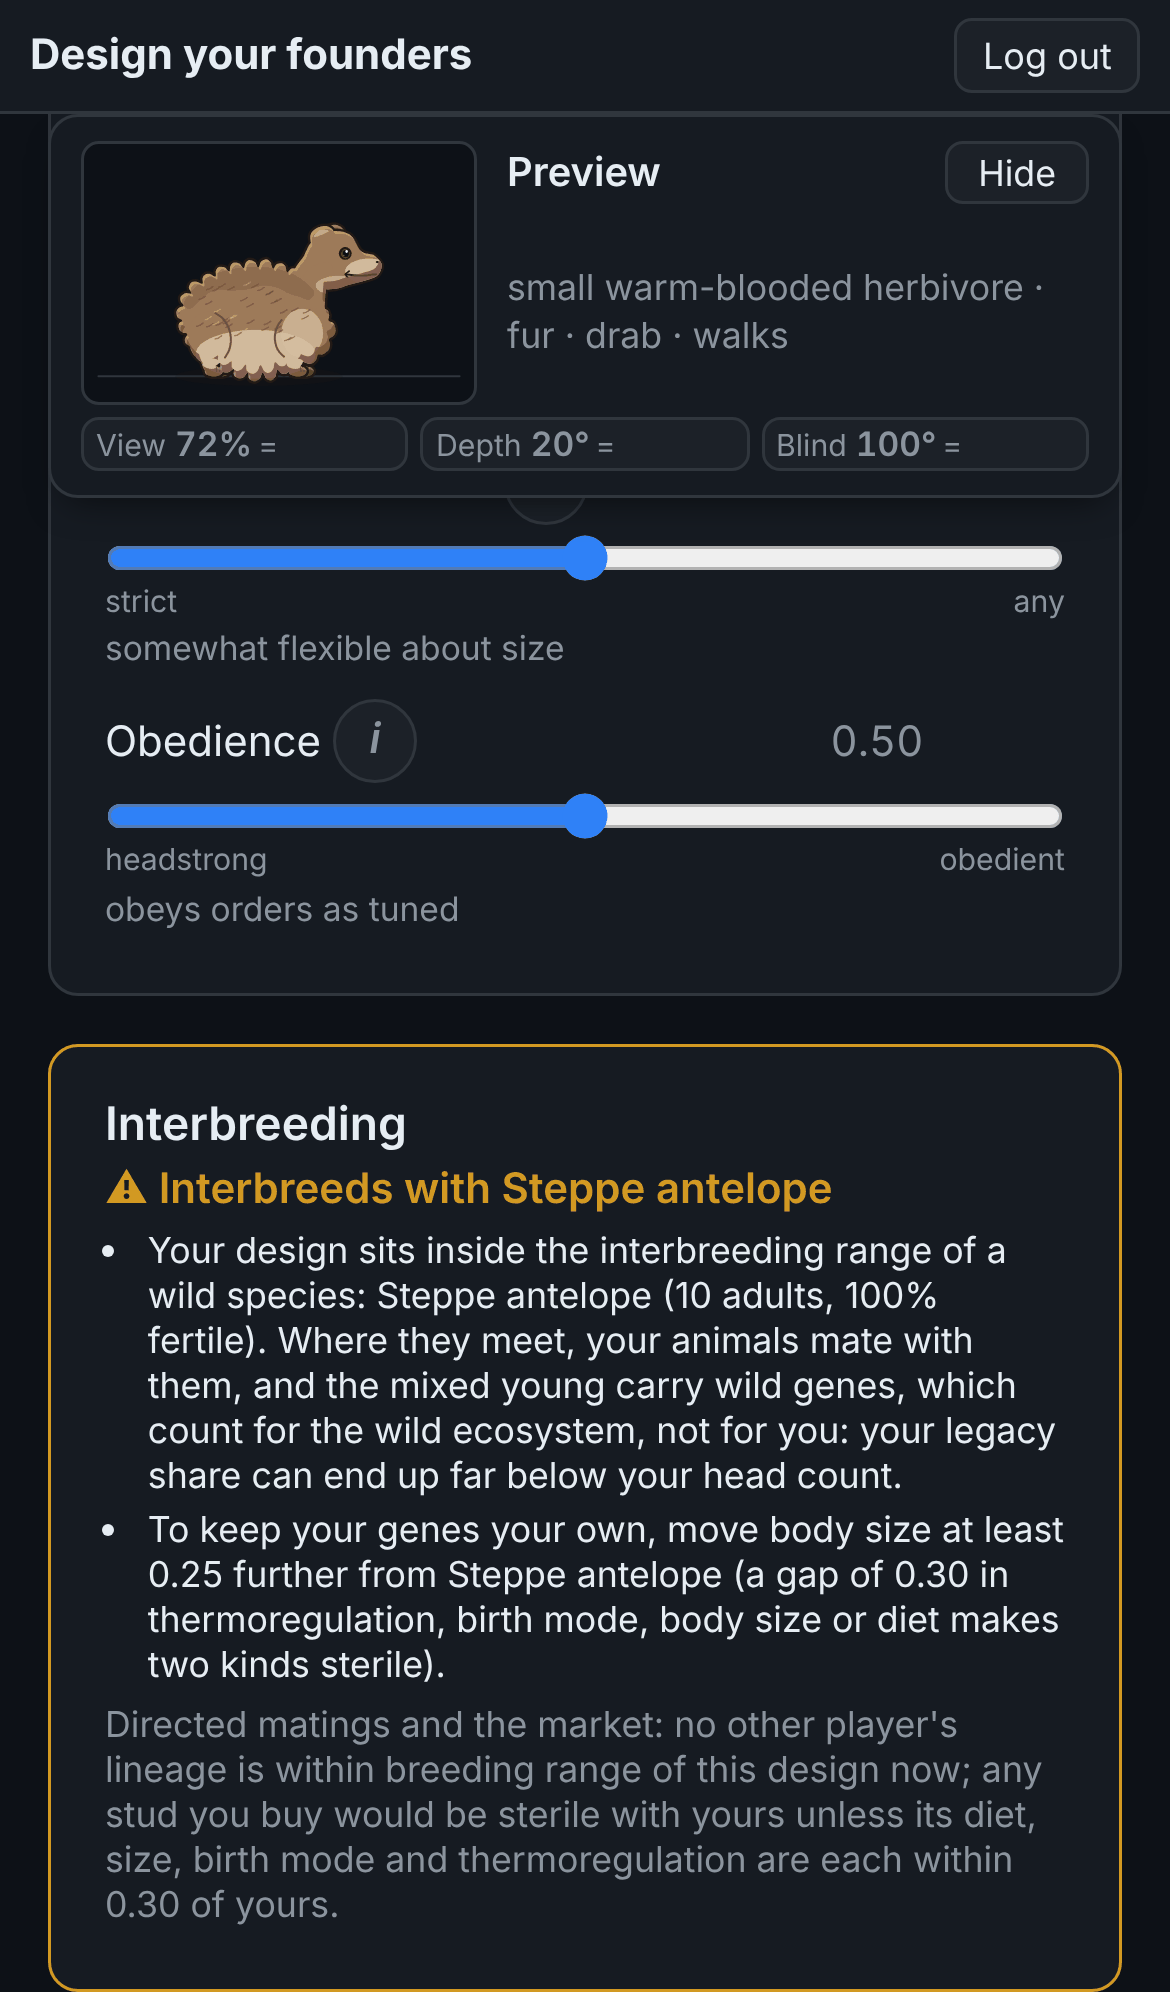 Design your founders
Log out
Preview
Hide
small warm-blooded herbivore ·
fur · drab · walks
View 72% =
Depth 20° =
Blind 100° =
strict
any
somewhat flexible about size
Obedience
i
0.50
headstrong
obedient
obeys orders as tuned
Interbreeding
⚠ Interbreeds with Steppe antelope
• Your design sits inside the interbreeding range of a
wild species: Steppe antelope (10 adults, 100%
fertile). Where they meet, your animals mate with
them, and the mixed young carry wild genes, which
count for the wild ecosystem, not for you: your legacy
share can end up far below your head count.
• To keep your genes your own, move body size at least
0.25 further from Steppe antelope (a gap of 0.30 in
thermoregulation, birth mode, body size or diet makes
two kinds sterile).
Directed matings and the market: no other player's
lineage is within breeding range of this design now; any
stud you buy would be sterile with yours unless its diet,
size, birth mode and thermoregulation are each within
0.30 of yours.